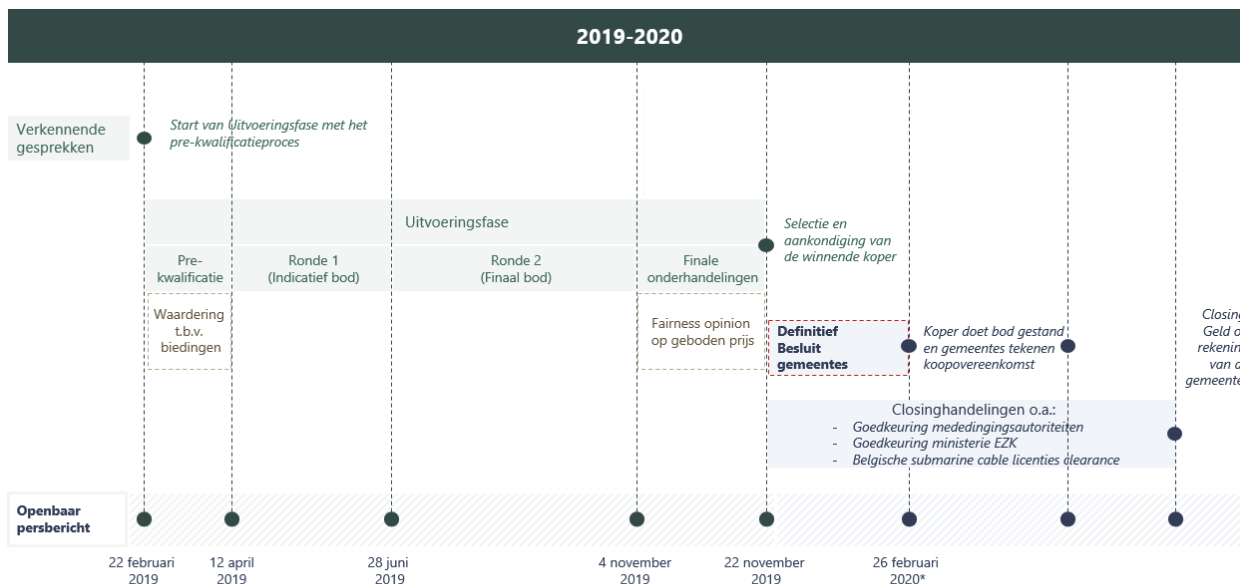 2019-2020
Verkennende
gesprekken
Start van Uitvoeringsfase met het
pre-kwalificatieproces
Uitvoeringsfase
Selectie en
aankondiging van
de winnende koper
Pre-
kwalificatie
Ronde 1
(Indicatief bod)
Ronde 2
(Finaal bod)
Finale
onderhandelingen
Waardering
t.b.v.
biedingen
Fairness opinion
op geboden prijs
Definitief
Besluit
gemeentes
Koper doet bod gestand
en gemeentes tekenen
koopovereenkomst
Closing
Geld o
rekenin
van d
gemeente
Closinghandelingen o.a.:
- Goedkeuring mededingingsautoriteiten
- Goedkeuring ministerie EZK
- Belgische submarine cable licenties clearance
Openbaar
persbericht
22 februari
2019
12 april
2019
28 juni
2019
4 november
2019
22 november
2019
26 februari
2020*